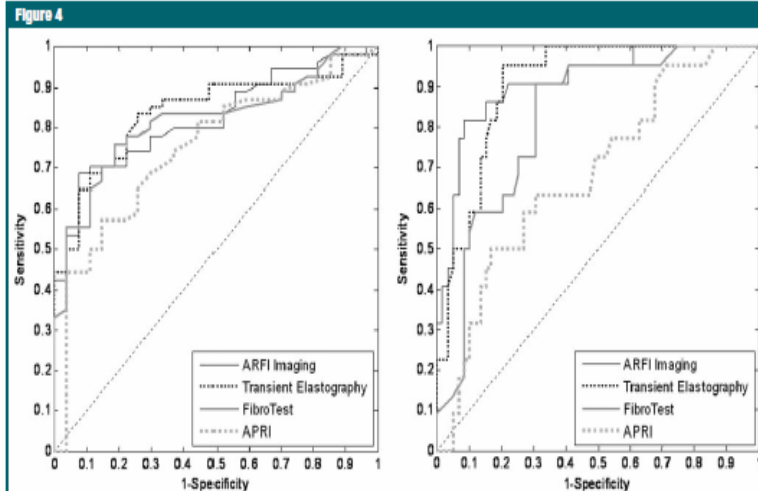 Figure 4
1
0.9
0.8
0.7
0.6
0.5
0.4
0.3
0.2
0.1
0
Sensitivity
ARFI Imaging
Transient Elastography
FibroTest
APRI
0 0.1 0.2 0.3 0.4 0.5 0.6 0.7 0.8 0.9 1
1-Specificity
1
0.9
0.8
0.7
0.6
0.5
0.4
0.3
0.2
0.1
0
Sensitivity
ARFI Imaging
Transient Elastography
FibroTest
APRI
0 0.1 0.2 0.3 0.4 0.5 0.6 0.7 0.8 0.9 1
1-Specificity